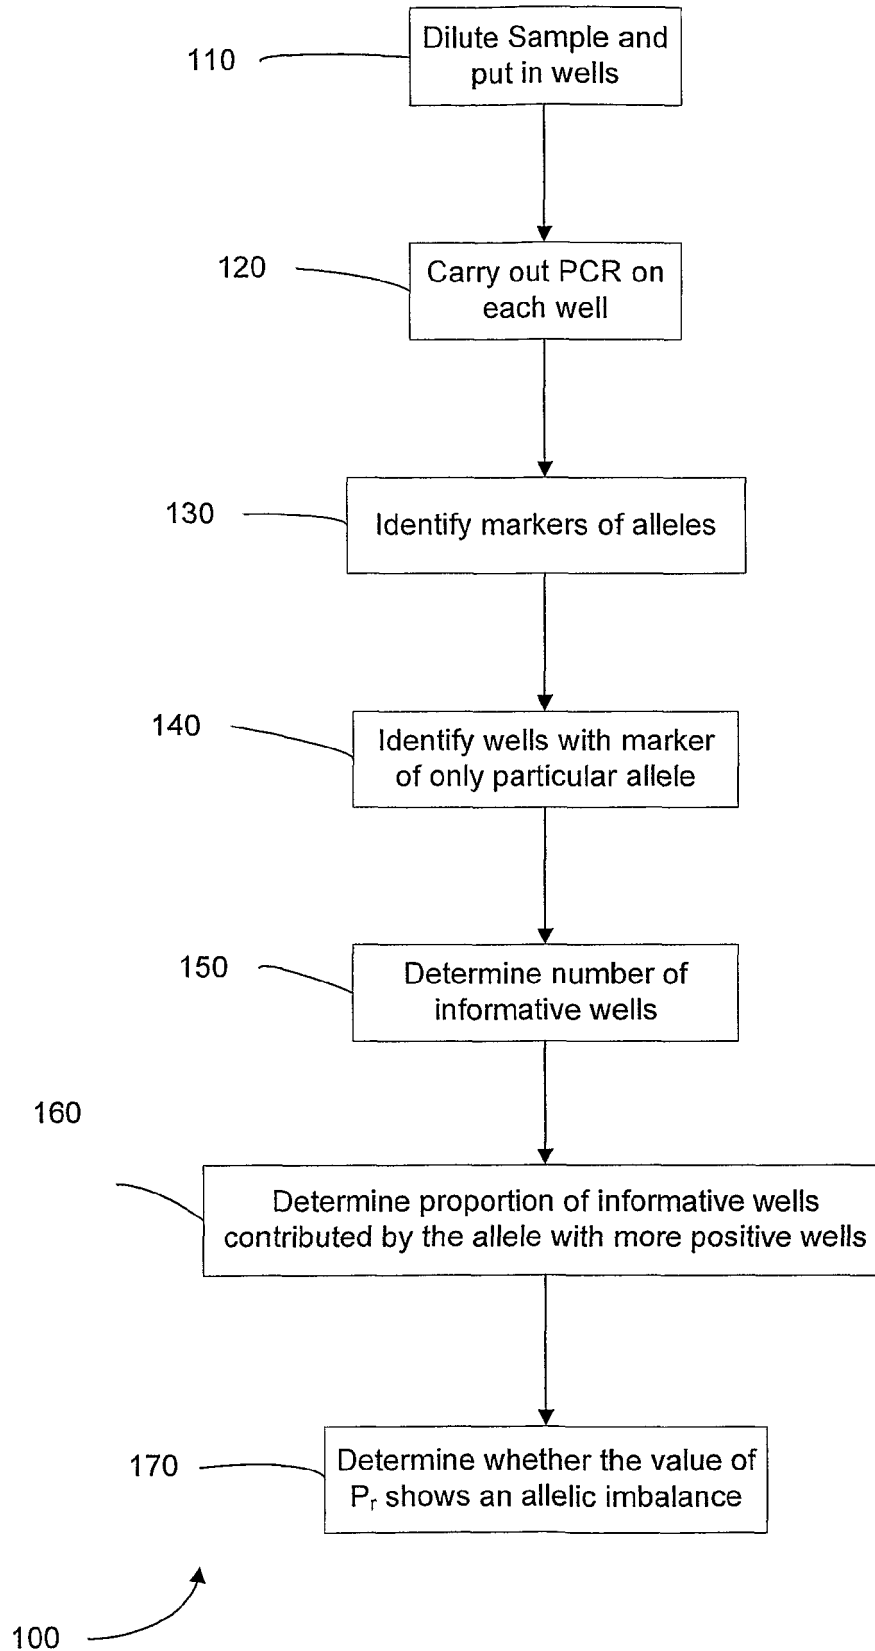 110
Dilute Sample and
put in wells
120
Carry out PCR on
each well
130
Identify markers of alleles
140
Identify wells with marker
of only particular allele
150
Determine number of
informative wells
160
Determine proportion of informative wells
contributed by the allele with more positive wells
170
Determine whether the value of
Pr shows an allelic imbalance
100